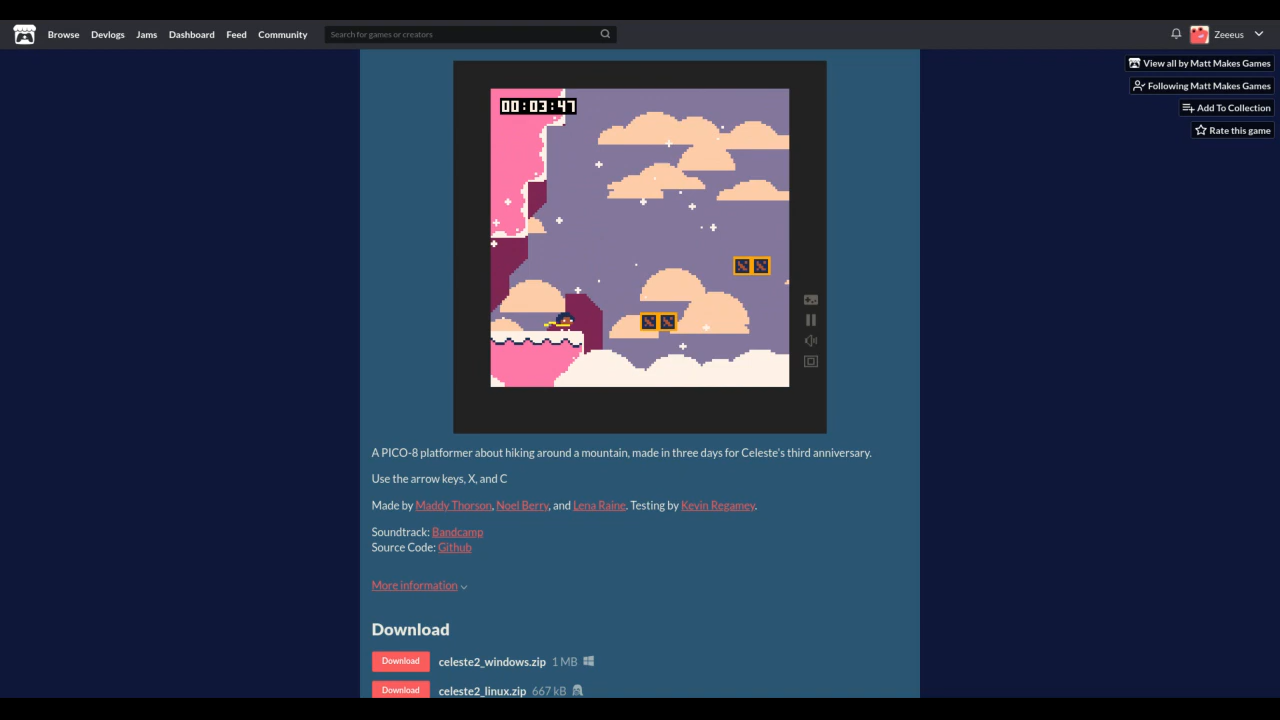 Browse Devlogs Jams Dashboard Feed Community Search for games or creators Zeeeus
View all by Matt Makes Games
Following Matt Makes Games
Add To Collection
Rate this game
00:03:47
A PICO-8 platformer about hiking around a mountain, made in three days for Celeste's third anniversary.
Use the arrow keys, X, and C
Made by Maddy Thorson, Noel Berry, and Lena Raine. Testing by Kevin Regamey.
Soundtrack: Bandcamp
Source Code: Github
More information
Download
Download celeste2_windows.zip 1 MB
Download celeste2_linux.zip 667 kB